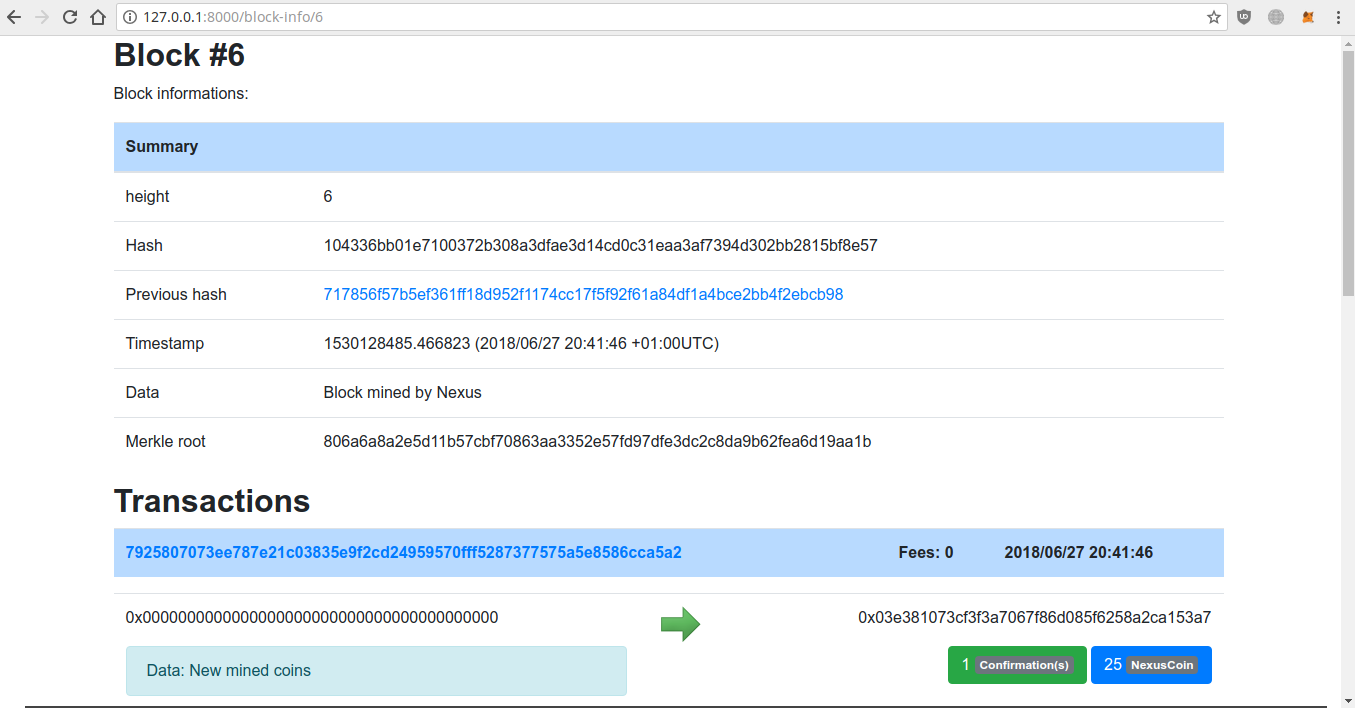 127.0.0.1:8000/block-info/6
Block #6
Block informations:
Summary
height 6
Hash 104336bb01e7100372b308a3dfae3d14cd0c31eaa3af7394d302bb2815bf8e57
Previous hash 717856f57b5ef361ff18d952f1174cc17f5f92f61a84df1a4bce2bb4f2ebcb98
Timestamp 1530128485.466823 (2018/06/27 20:41:46 +01:00UTC)
Data Block mined by Nexus
Merkle root 806a6a8a2e5d11b57cbf70863aa3352e57fd97dfe3dc2c8da9b62fea6d19aa1b
Transactions
7925807073ee787e21c03835e9f2cd24959570fff5287377575a5e8586cca5a2 Fees: 0 2018/06/27 20:41:46
0x0000000000000000000000000000000000000000 0x03e381073cf3f3a7067f86d085f6258a2ca153a7
Data: New mined coins 1 Confirmation(s) 25 NexusCoin